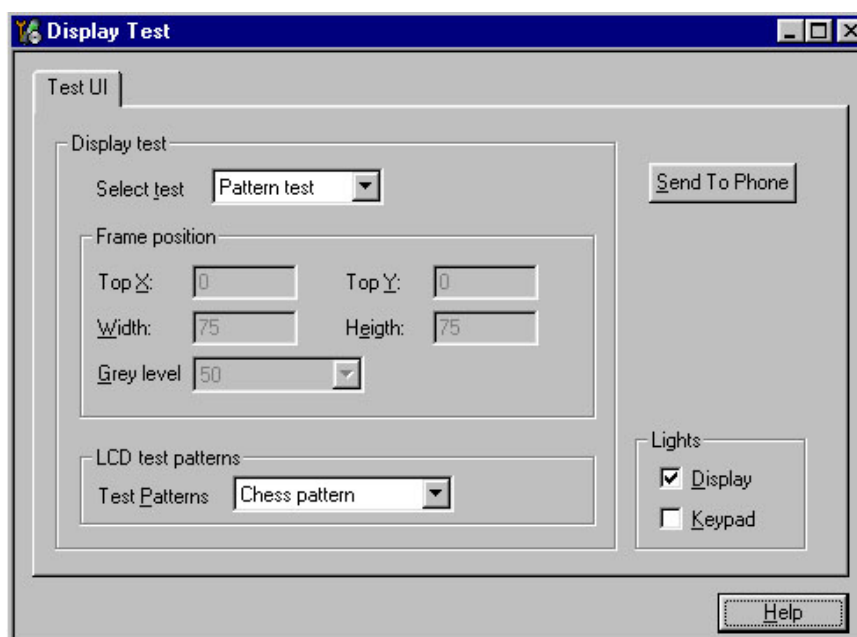 Display Test
Test UI
Display test
Select test Pattern test
Send To Phone
Frame position
Top X: 0 Top Y: 0
Width: 75 Heigth: 75
Grey level 50
LCD test patterns
Test Patterns Chess pattern
Lights
Display
Keypad
Help